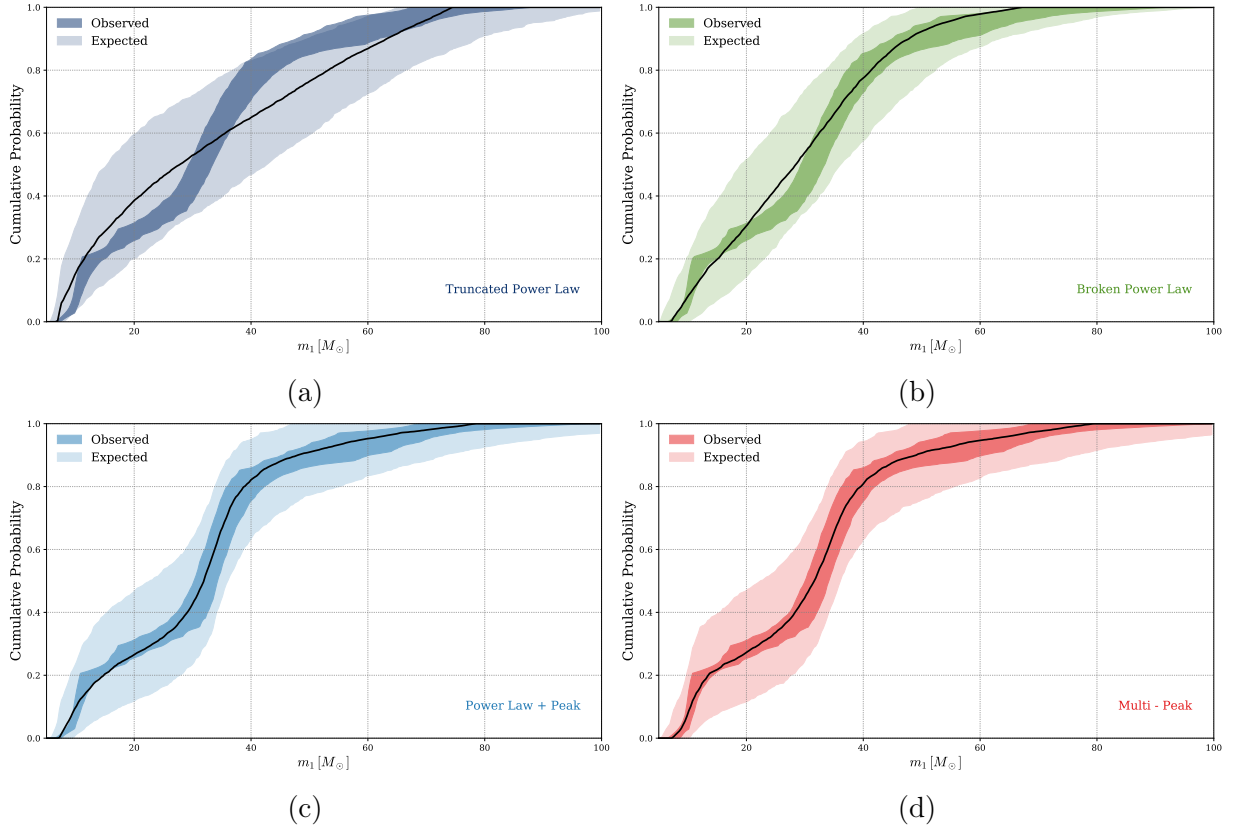 Observed
Expected
Cumulative Probability
0.0
0.2
0.4
0.6
0.8
1.0
20
40
60
80
100
m₁ [M⊙]
Truncated Power Law
(a)
Observed
Expected
Cumulative Probability
0.0
0.2
0.4
0.6
0.8
1.0
20
40
60
80
100
m₁ [M⊙]
Broken Power Law
(b)
Observed
Expected
Cumulative Probability
0.0
0.2
0.4
0.6
0.8
1.0
20
40
60
80
100
m₁ [M⊙]
Power Law + Peak
(c)
Observed
Expected
Cumulative Probability
0.0
0.2
0.4
0.6
0.8
1.0
20
40
60
80
100
m₁ [M⊙]
Multi - Peak
(d)